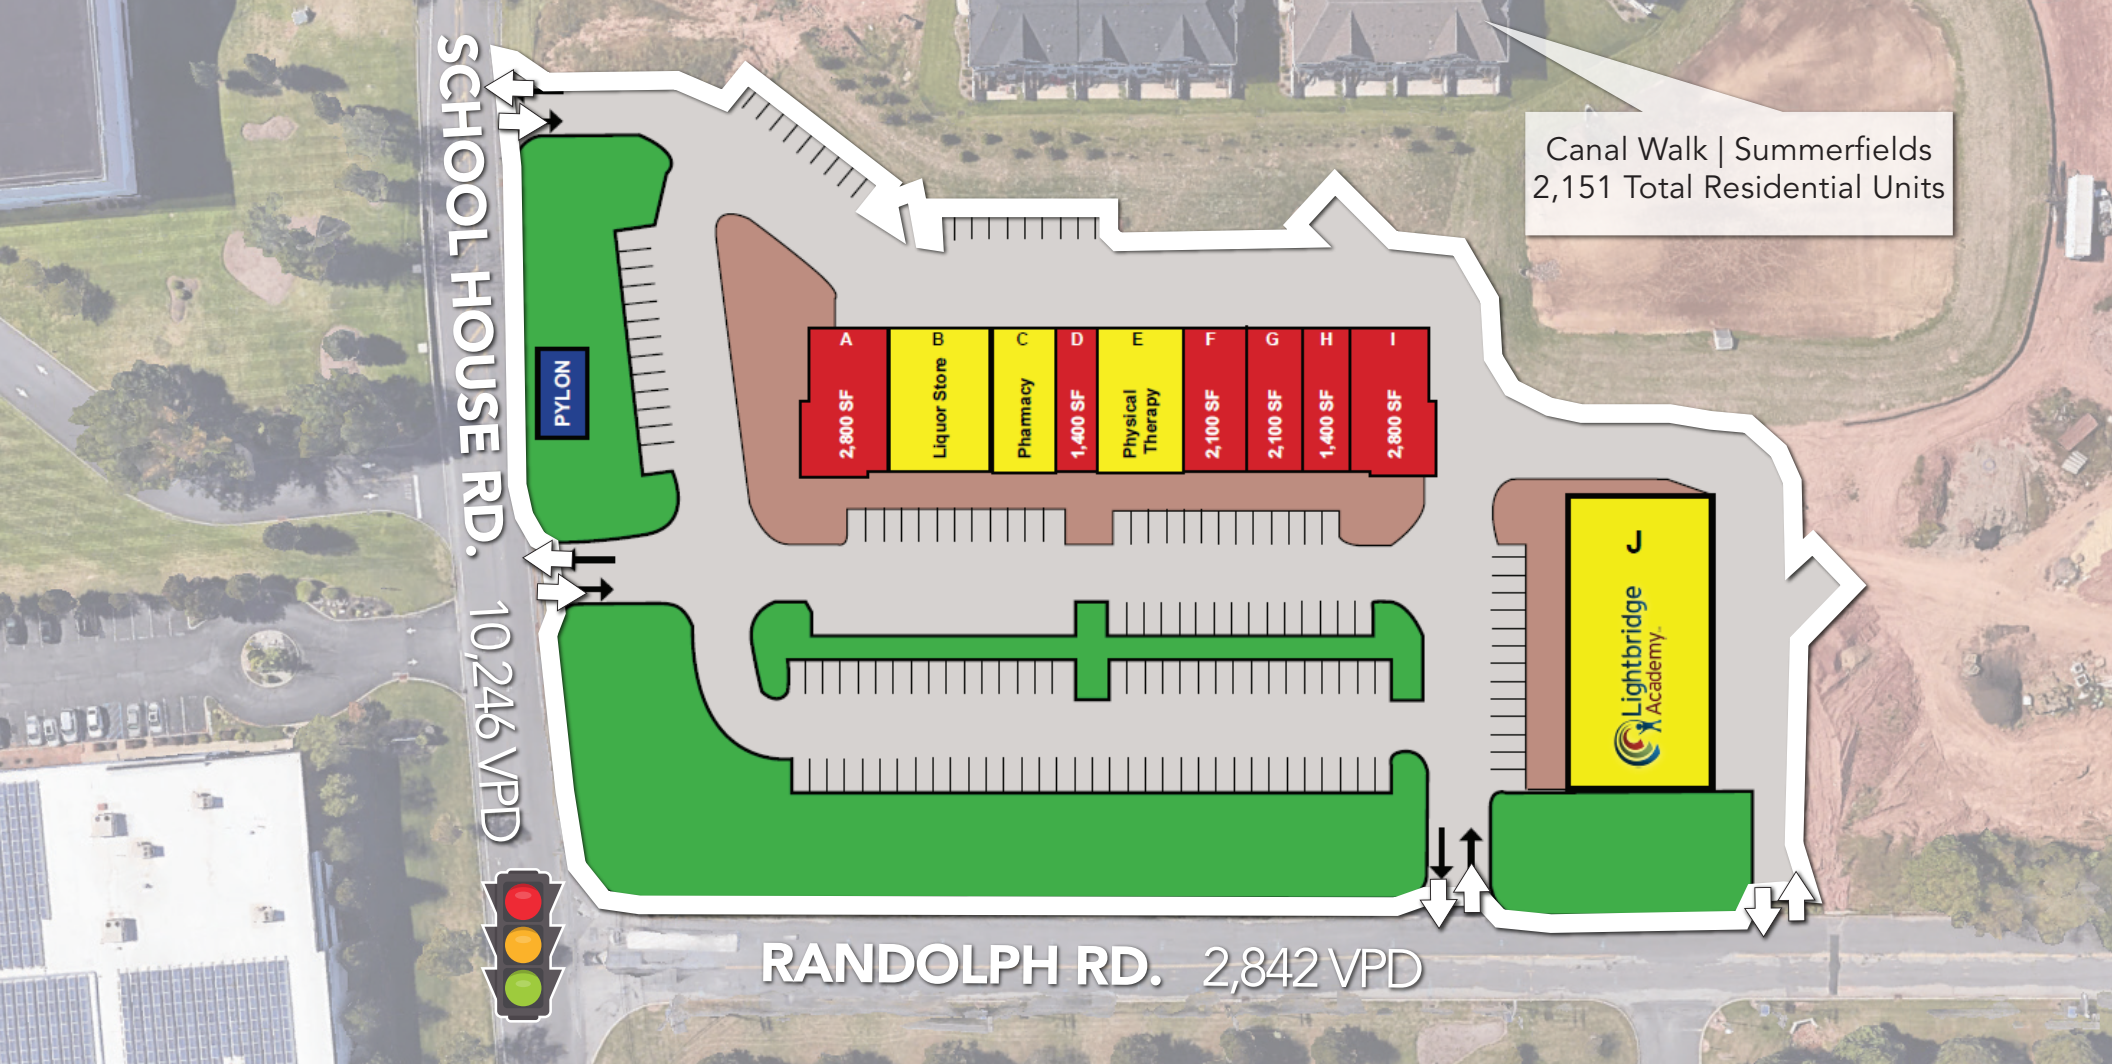 SCHOOL HOUSE RD. 10,246 VPD
Canal Walk | Summerfields
2,151 Total Residential Units
PYLON
A
2,800 SF
B
Liquor Store
C
Pharmacy
D
1,400 SF
E
Physical
Therapy
F
2,100 SF
G
2,100 SF
H
1,400 SF
I
2,800 SF
J
Lightbridge
Academy™
RANDOLPH RD. 2,842 VPD